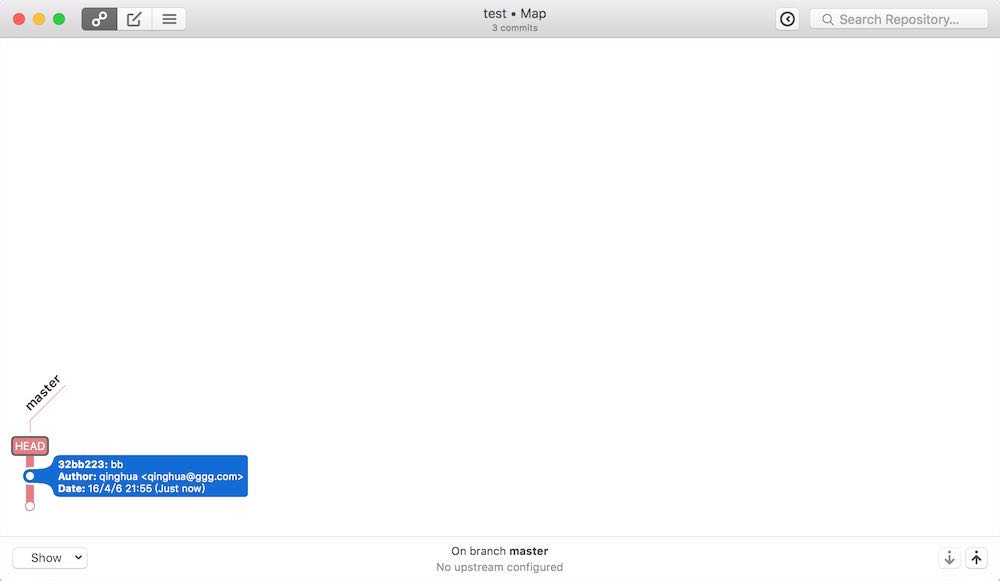 test • Map
3 commits
Search Repository...
master
HEAD
32bb223: bb
Author: qinghua <qinghua@ggg.com>
Date: 16/4/6 21:55 (Just now)
Show
On branch master
No upstream configured